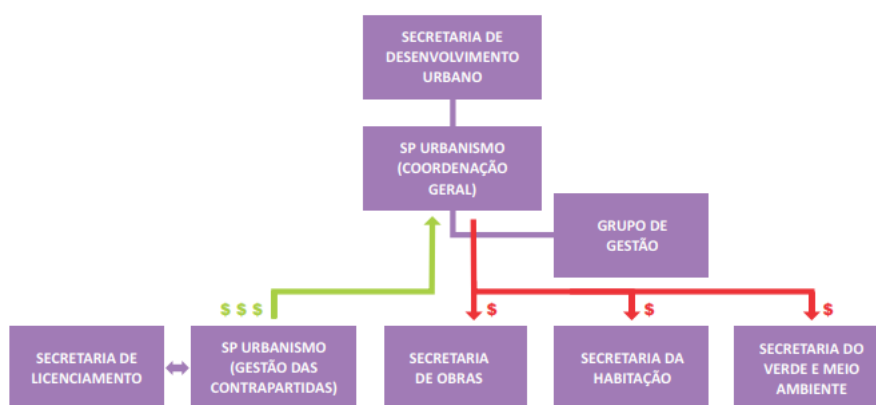 SECRETARIA DE
DESENVOLVIMENTO
URBANO
SP URBANISMO
(COORDENAÇÃO
GERAL)
GRUPO DE
GESTÃO
$ $ $
$
$
$
SECRETARIA DE
LICENCIAMENTO
SP URBANISMO
(GESTÃO DAS
CONTRAPARTIDAS)
SECRETARIA
DE OBRAS
SECRETARIA DA
HABITAÇÃO
SECRETARIA DO
VERDE E MEIO
AMBIENTE